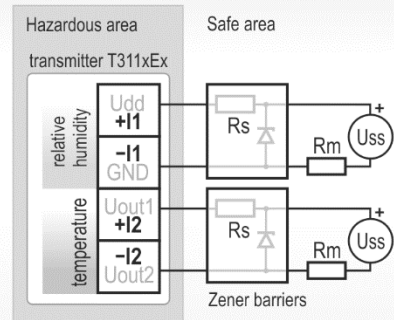 Hazardous area
Safe area
transmitter T311xEx
relative
humidity
Udd
+I1
–I1
GND
Rs
+
Uss
Rm
temperature
Uout1
+I2
–I2
Uout2
Rs
+
Uss
Rm
Zener barriers